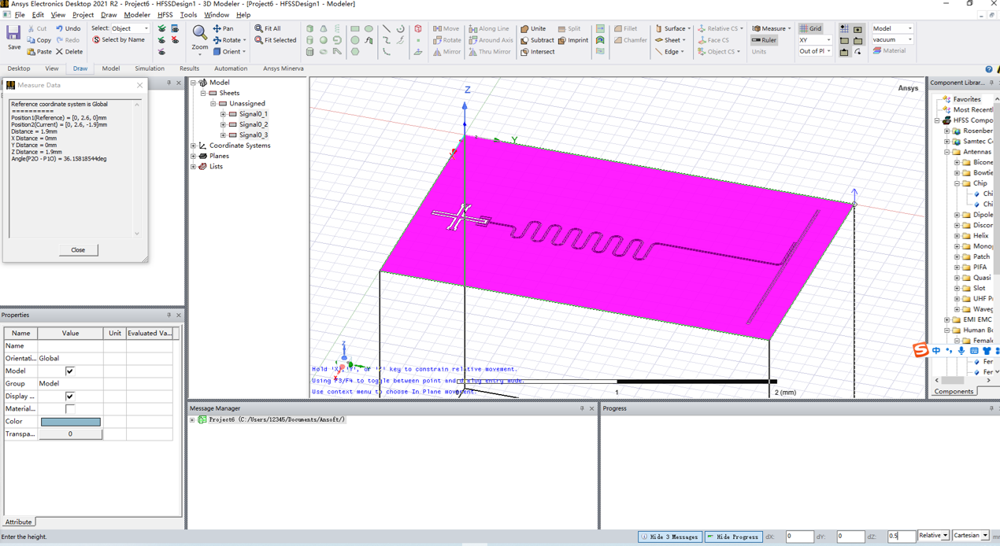 Ansys Electronics Desktop 2021 R2 - Project6 - HFSSDesign1 - 3D Modeler - [Project6 - HFSSDesign1 - Modeler]
File Edit View Project Draw Modeler HFSS Tools Window Help
Save
Cut Undo
Copy Redo
Paste Delete
Select: Object
Select by Name
Zoom
Pan
Rotate
Orient
Fit All
Fit Selected
Move Along Line
Rotate Around Axis
Mirror Thru Mirror
Unite Split
Subtract Imprint
Intersect
Fillet
Chamfer
Surface
Sheet
Edge
Relative CS
Face CS
Object CS
Measure
Ruler
Units
Grid
XY
Out of Pl
Model
vacuum
Material
Desktop View Draw Model Simulation Results Automation Ansys Minerva
Measure Data
Reference coordinate system is Global
==========
Position1(Reference) = [0, 2.6, 0]mm
Position2(Current) = [0, 2.6, -1.9]mm
Distance = 1.9mm
X Distance = 0mm
Y Distance = 0mm
Z Distance = 1.9mm
Angle(P2O - P1O) = 36.15818544deg
Close
Model
Sheets
Unassigned
Signal0_1
Signal0_2
Signal0_3
Coordinate Systems
Planes
Lists
Ansys
Z
Y
X
Z
X
Hold 'X', 'Y', or 'Z' key to constrain relative movement.
Using F3/F4 to toggle between point and dialog entry mode.
Use context menu to choose In Plane movement.
0 1 2 (mm)
Component Librar...
Favorites
Most Recentl
HFSS Compo
Rosenber
Samtec Cc
Antennas
Bicone
Bowtie
Chip
Chi
Chi
Dipole
Discon
Helix
Monop
Patch
PIFA
Quasi
Slot
UHF Pr
Waveg
EMI EMC
Human Bo
Female
中
Fer
Fer
Components
Properties
Name Value Unit Evaluated Va...
Name
Orientati... Global
Model
Group Model
Display ...
Material...
Color
Transpa... 0
Attribute
Message Manager
Project6 (C:/Users/12345/Documents/Ansoft/)
Progress
Enter the height.
Hide 3 Messages Hide Progress dX: 0 dY: 0 dZ: 0.5 Relative Cartesian